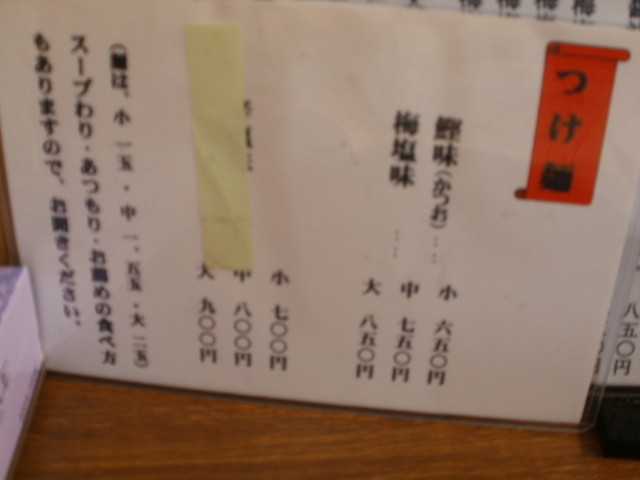 つけ麺
鰹味(かつお)…… 小 六五〇円
梅塩味 …… 中 七五〇円
大 八五〇円
小 七〇〇円
中 八〇〇円
大 九〇〇円
(麺は、小 一玉・中 一、五玉・大 二玉)
スープわり・あつもり・お薦めの食べ方
もありますので、お聞きください。
八五〇円